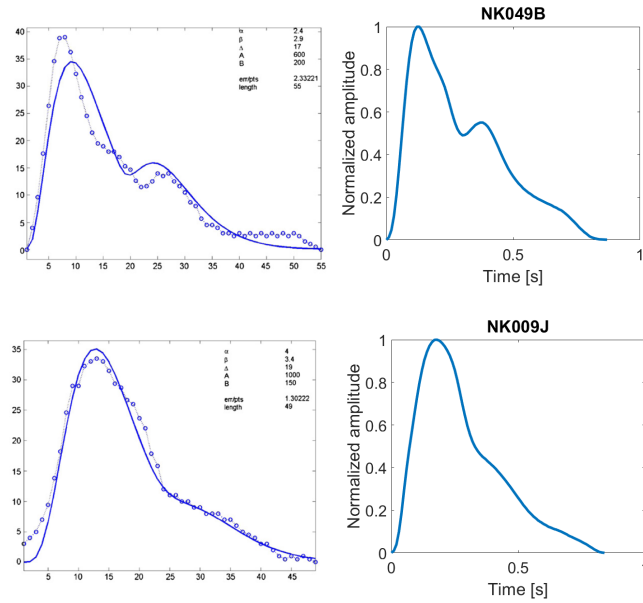 NK049B
α 2.4
β 2.9
Δ 17
A 600
B 200
em/pts 2.33221
length 55
40
35
30
25
20
15
10
5
0
5 10 15 20 25 30 35 40 45 50 55
Normalized amplitude
1
0.8
0.6
0.4
0.2
0
0 0.5 1
Time [s]
NK009J
α 4
β 3.4
Δ 19
A 1000
B 150
em/pts 1.30222
length 49
35
30
25
20
15
10
5
0
5 10 15 20 25 30 35 40 45
Normalized amplitude
1
0.8
0.6
0.4
0.2
0
0 0.5
Time [s]